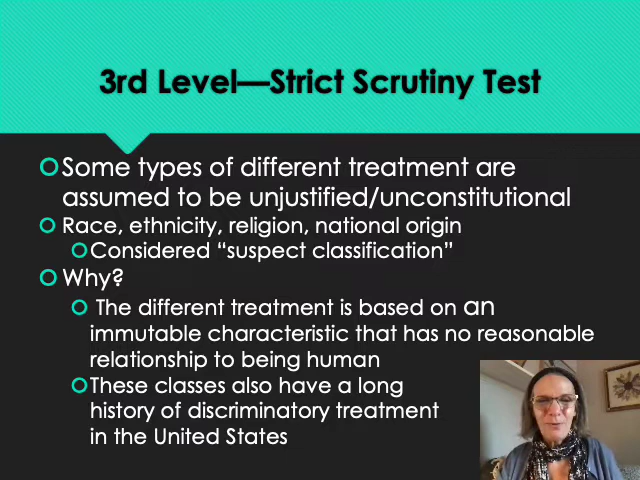 3rd Level—Strict Scrutiny Test
Some types of different treatment are
assumed to be unjustified/unconstitutional
Race, ethnicity, religion, national origin
Considered “suspect classification”
Why?
The different treatment is based on an
immutable characteristic that has no reasonable
relationship to being human
These classes also have a long
history of discriminatory treatment
in the United States